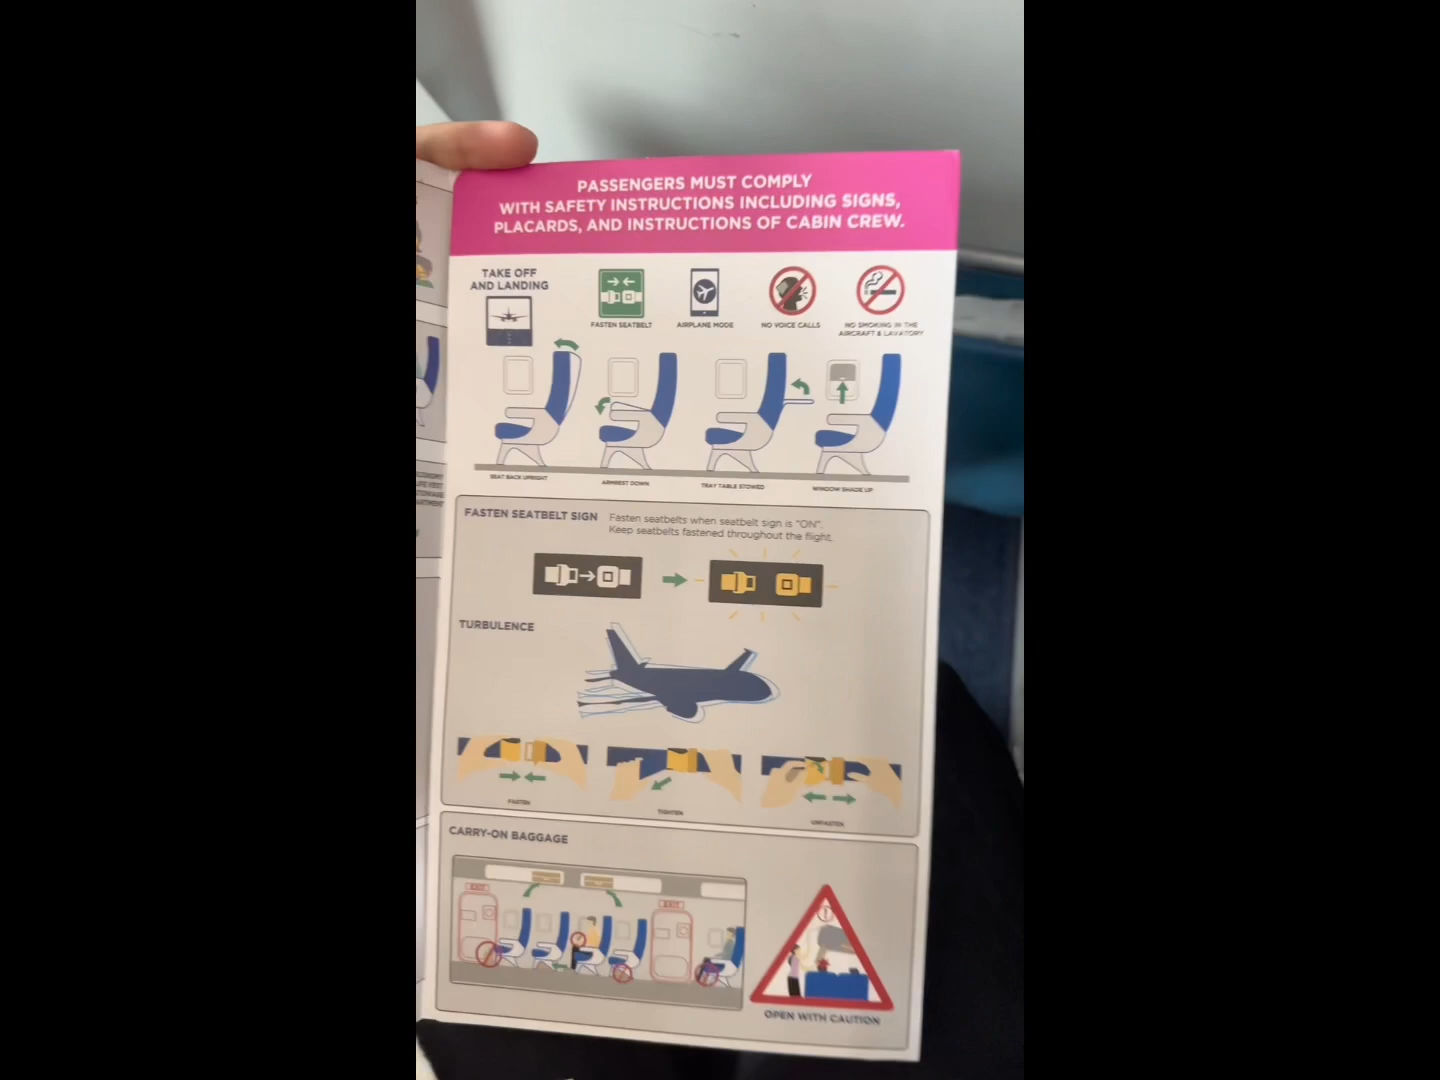 PASSENGERS MUST COMPLY
WITH SAFETY INSTRUCTIONS INCLUDING SIGNS,
PLACARDS, AND INSTRUCTIONS OF CABIN CREW.
TAKE OFF
AND LANDING
FASTEN SEATBELT
AIRPLANE MODE
NO VOICE CALLS
NO SMOKING IN THE
AIRCRAFT & LAVATORY
SEAT BACK UPRIGHT
ARMREST DOWN
TRAY TABLE STOWED
WINDOW SHADE UP
FASTEN SEATBELT SIGN
Fasten seatbelts when seatbelt sign is "ON".
Keep seatbelts fastened throughout the flight.
TURBULENCE
FASTEN
TIGHTEN
UNFASTEN
CARRY-ON BAGGAGE
EXIT
EXIT
OPEN WITH CAUTION